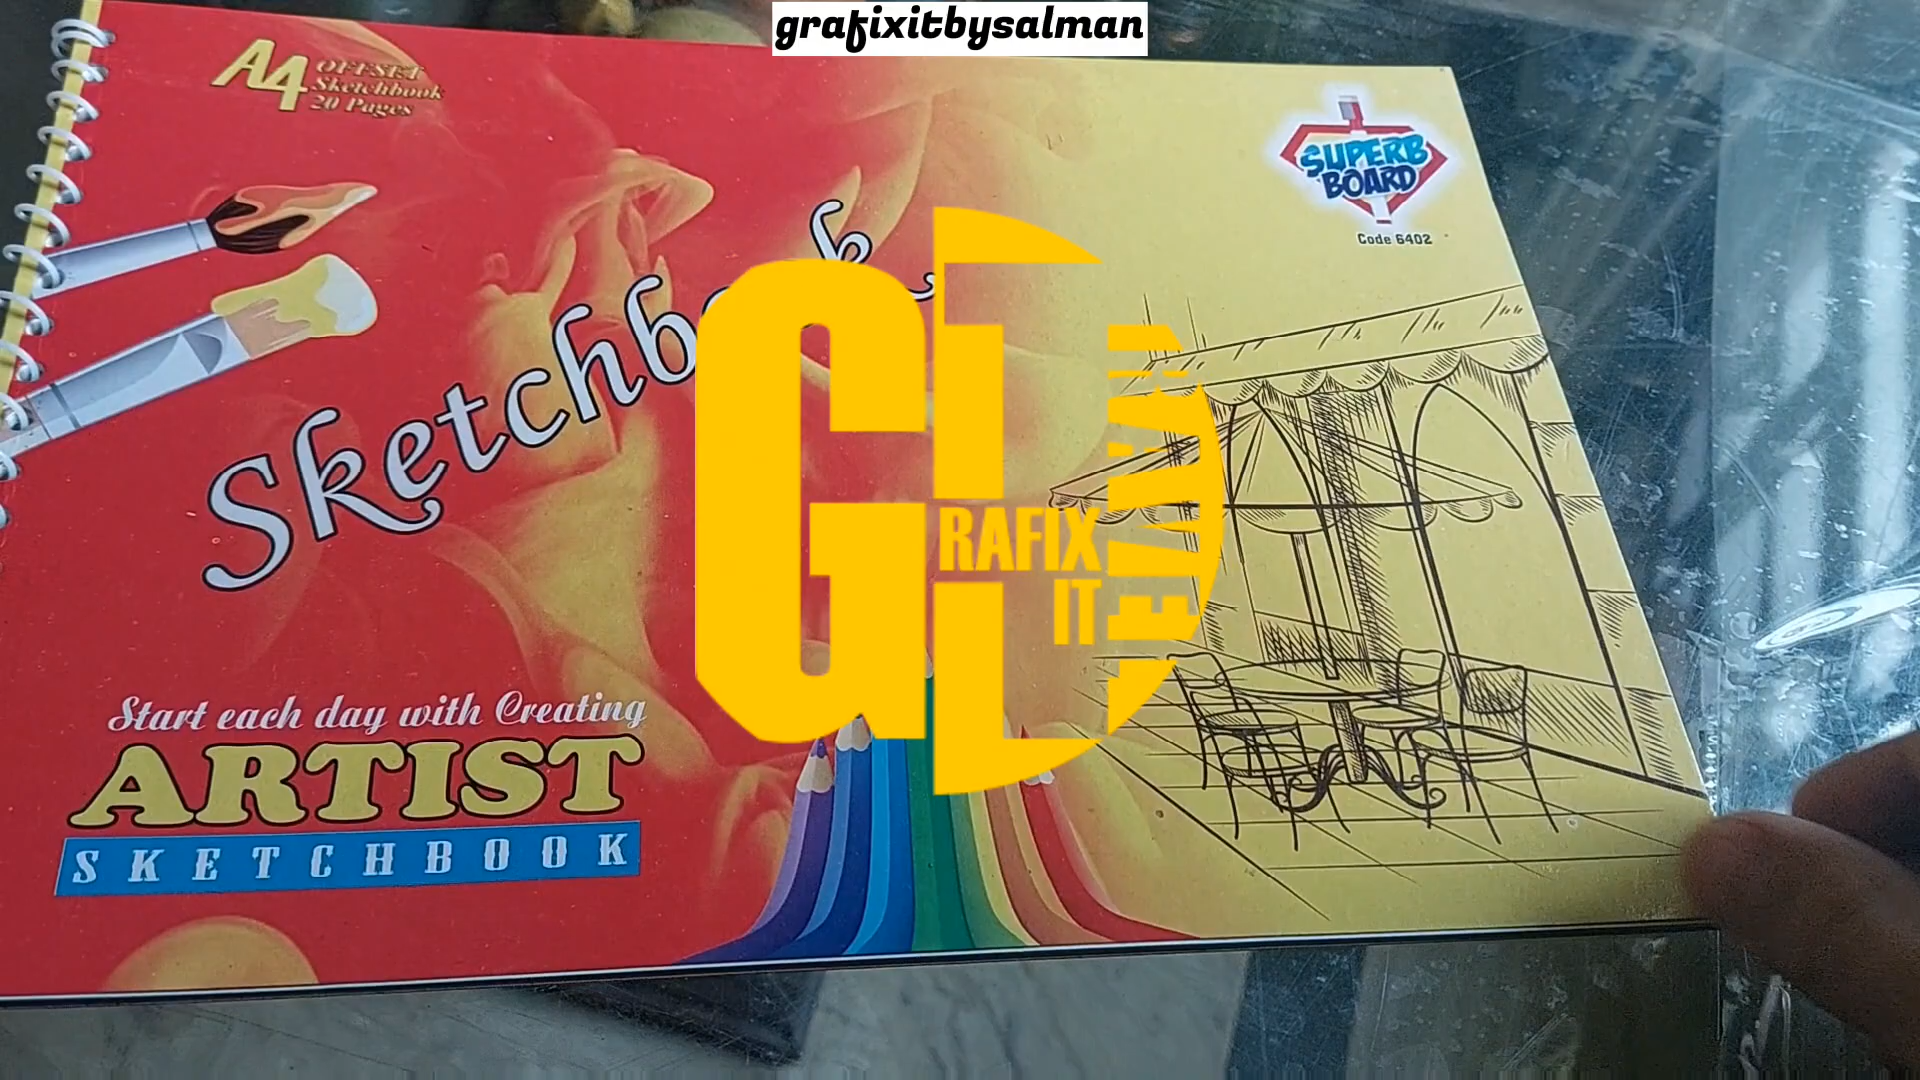 grafixitbysalman
A4 OFFSET
Sketchbook
20 Pages
SUPERB
BOARD
Code 6402
Sketchbook
G
RAFIX
IT
Start each day with Creating
ARTIST
SKETCHBOOK